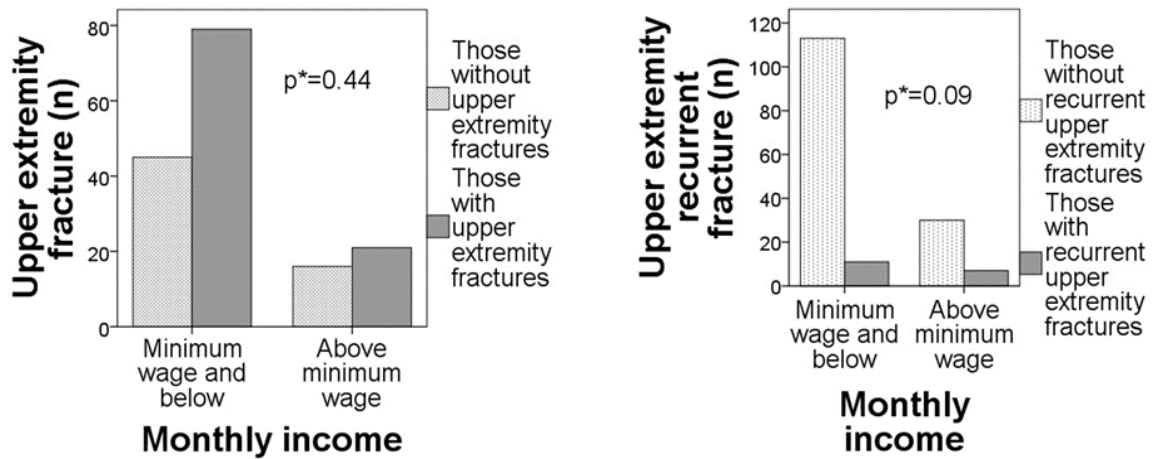 Upper extremity
fracture (n)
80
60
40
20
0
p*=0.44
Minimum
wage and
below
Above
minimum
wage
Monthly income
Those
without
upper
extremity
fractures
Those
with
upper
extremity
fractures
Upper extremity
recurrent
fracture (n)
120
100
80
60
40
20
0
p*=0.09
Minimum
wage and
below
Above
minimum
wage
Monthly
income
Those
without
recurrent
upper
extremity
fractures
Those
with
recurrent
upper
extremity
fractures